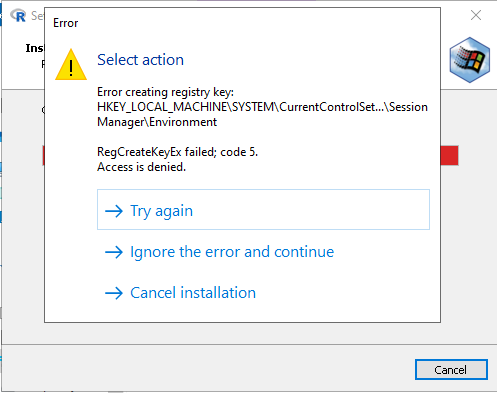 Se
Error
Select action
Inst
Error creating registry key:
HKEY_LOCAL_MACHINE\SYSTEM\CurrentControlSet...\Session
Manager\Environment
RegCreateKeyEx failed; code 5.
Access is denied.
Try again
Ignore the error and continue
Cancel installation
Cancel